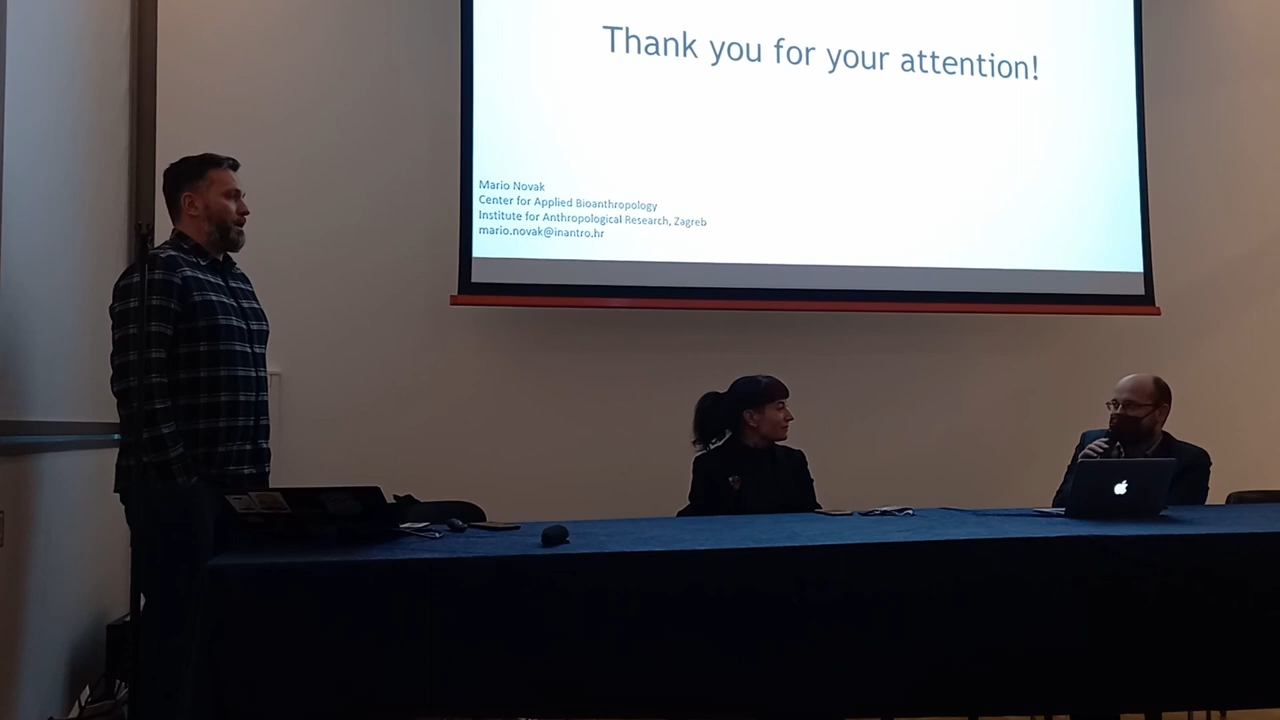 Thank you for your attention!
Mario Novak
Center for Applied Bioanthropology
Institute for Anthropological Research, Zagreb
mario.novak@inantro.hr